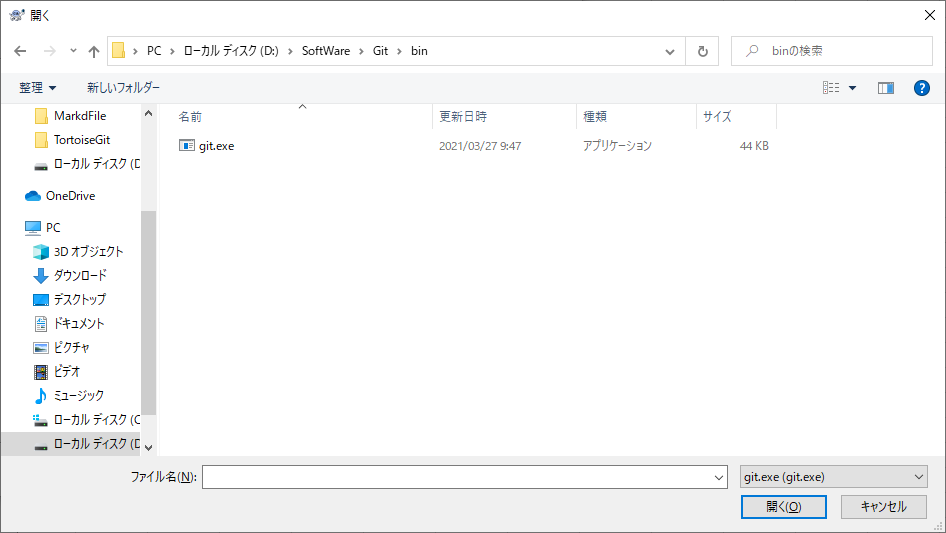 開く
PC > ローカル ディスク (D:) > SoftWare > Git > bin
binの検索
整理 新しいフォルダー
名前 更新日時 種類 サイズ
git.exe 2021/03/27 9:47 アプリケーション 44 KB
MarkdFile
TortoiseGit
ローカル ディスク (D
OneDrive
PC
3D オブジェクト
ダウンロード
デスクトップ
ドキュメント
ピクチャ
ビデオ
ミュージック
ローカル ディスク (C
ローカル ディスク (D
ファイル名(N): git.exe (git.exe)
開く(O) キャンセル